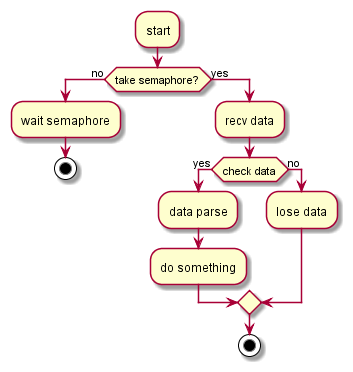 start
no
take semaphore?
yes
wait semaphore
recv data
yes
check data
no
data parse
lose data
do something